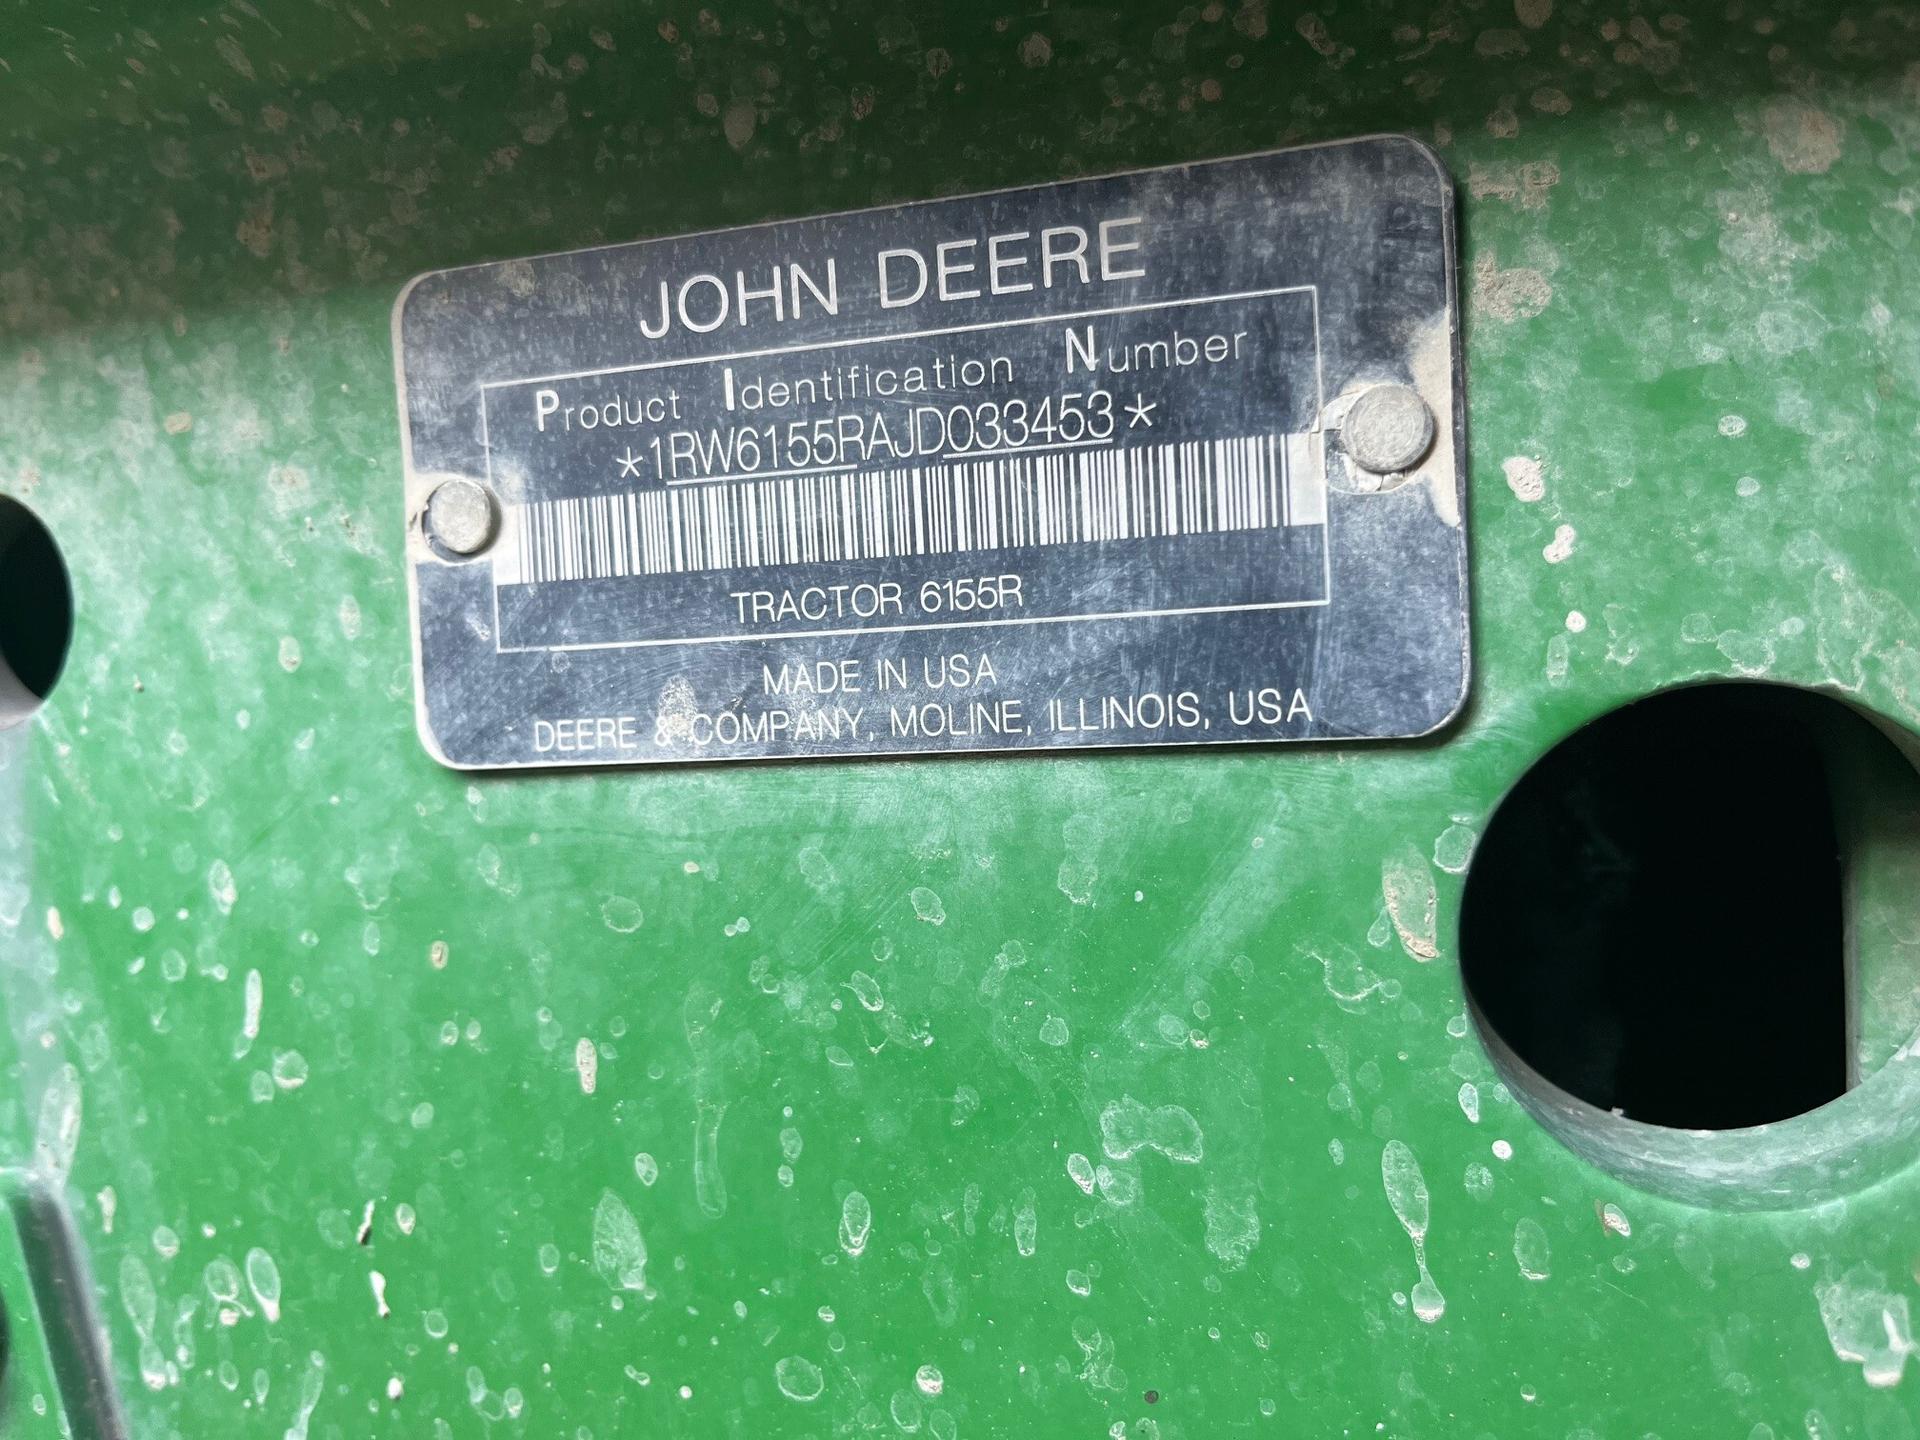 JOHN DEERE
Product Identification Number
*1RW6155RAJD033453*
TRACTOR 6155R
MADE IN USA
DEERE & COMPANY, MOLINE, ILLINOIS, USA